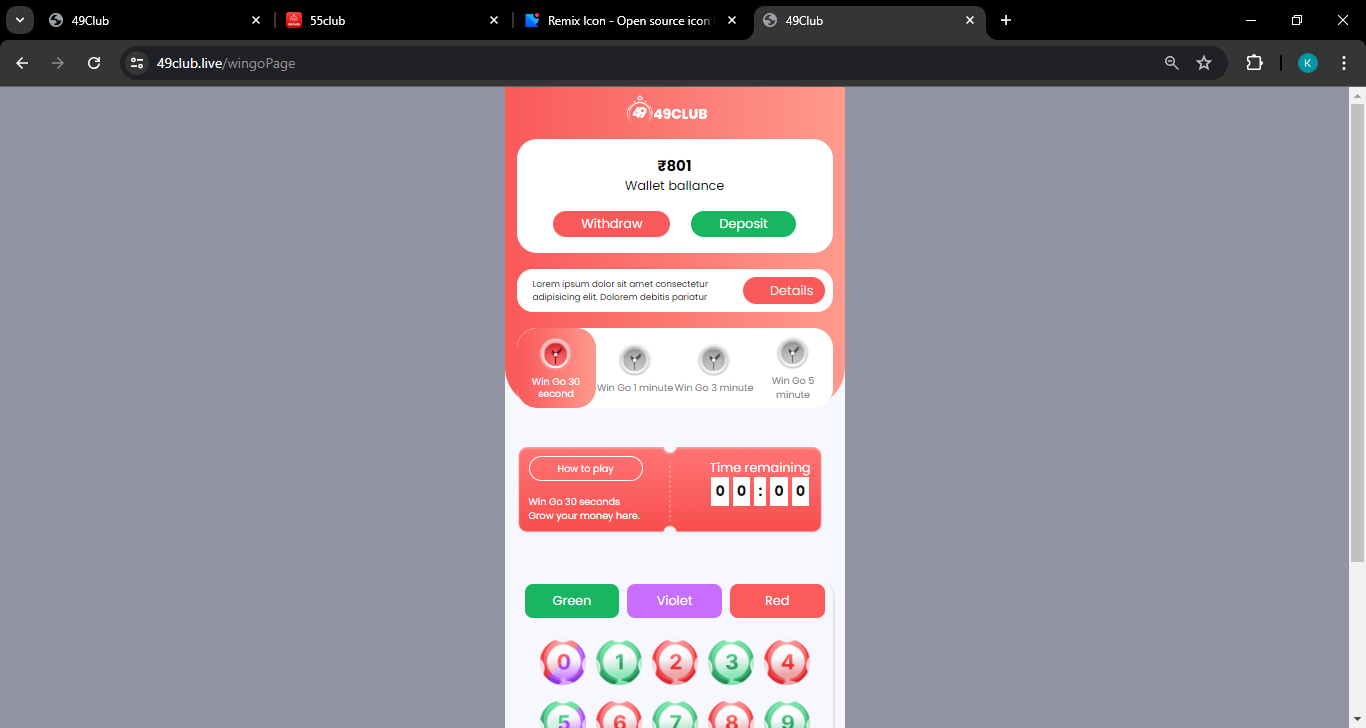 49Club
55club
Remix Icon - Open source icon
49Club
49club.live/wingoPage
K
49 49CLUB
₹801
Wallet ballance
Withdraw Deposit
Lorem ipsum dolor sit amet consectetur
adipisicing elit. Dolorem debitis pariatur
Details
Win Go 30
second
Win Go 1 minute
Win Go 3 minute
Win Go 5
minute
How to play
Win Go 30 seconds
Grow your money here.
Time remaining
0 0 : 0 0
Green Violet Red
0 1 2 3 4
5 6 7 8 9